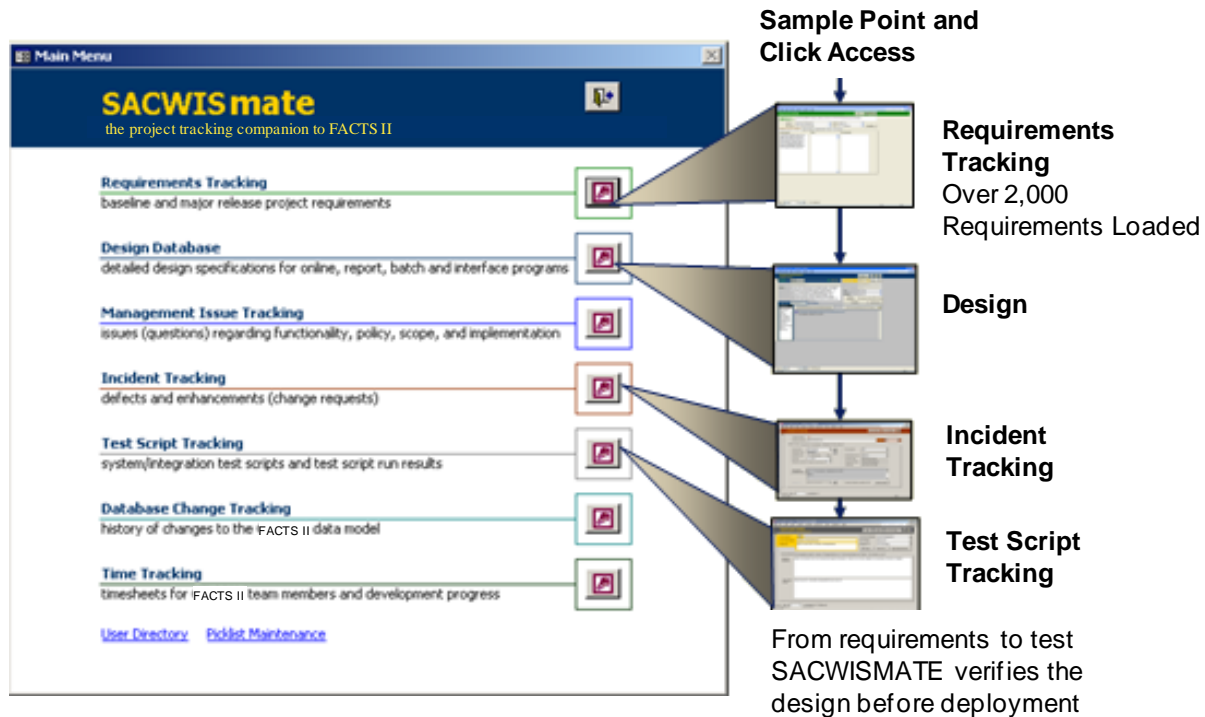 Sample Point and
Click Access
Main Menu
SACWIS mate
the project tracking companion to FACTS II
Requirements Tracking
baseline and major release project requirements
Design Database
detailed design specifications for online, report, batch and interface programs
Management Issue Tracking
issues (questions) regarding functionality, policy, scope, and implementation
Incident Tracking
defects and enhancements (change requests)
Test Script Tracking
system/integration test scripts and test script run results
Database Change Tracking
history of changes to the FACTS II data model
Time Tracking
timesheets for FACTS II team members and development progress
User Directory Picklist Maintenance
Requirements
Tracking
Over 2,000
Requirements Loaded
Design
Incident
Tracking
Test Script
Tracking
From requirements to test
SACWISMATE verifies the
design before deployment